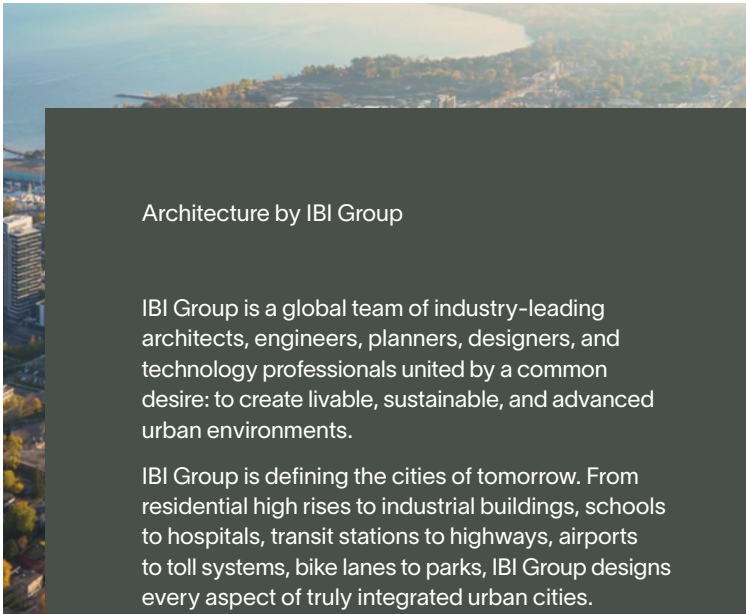 Architecture by IBI Group
IBI Group is a global team of industry-leading
architects, engineers, planners, designers, and
technology professionals united by a common
desire: to create livable, sustainable, and advanced
urban environments.
IBI Group is defining the cities of tomorrow. From
residential high rises to industrial buildings, schools
to hospitals, transit stations to highways, airports
to toll systems, bike lanes to parks, IBI Group designs
every aspect of truly integrated urban cities.